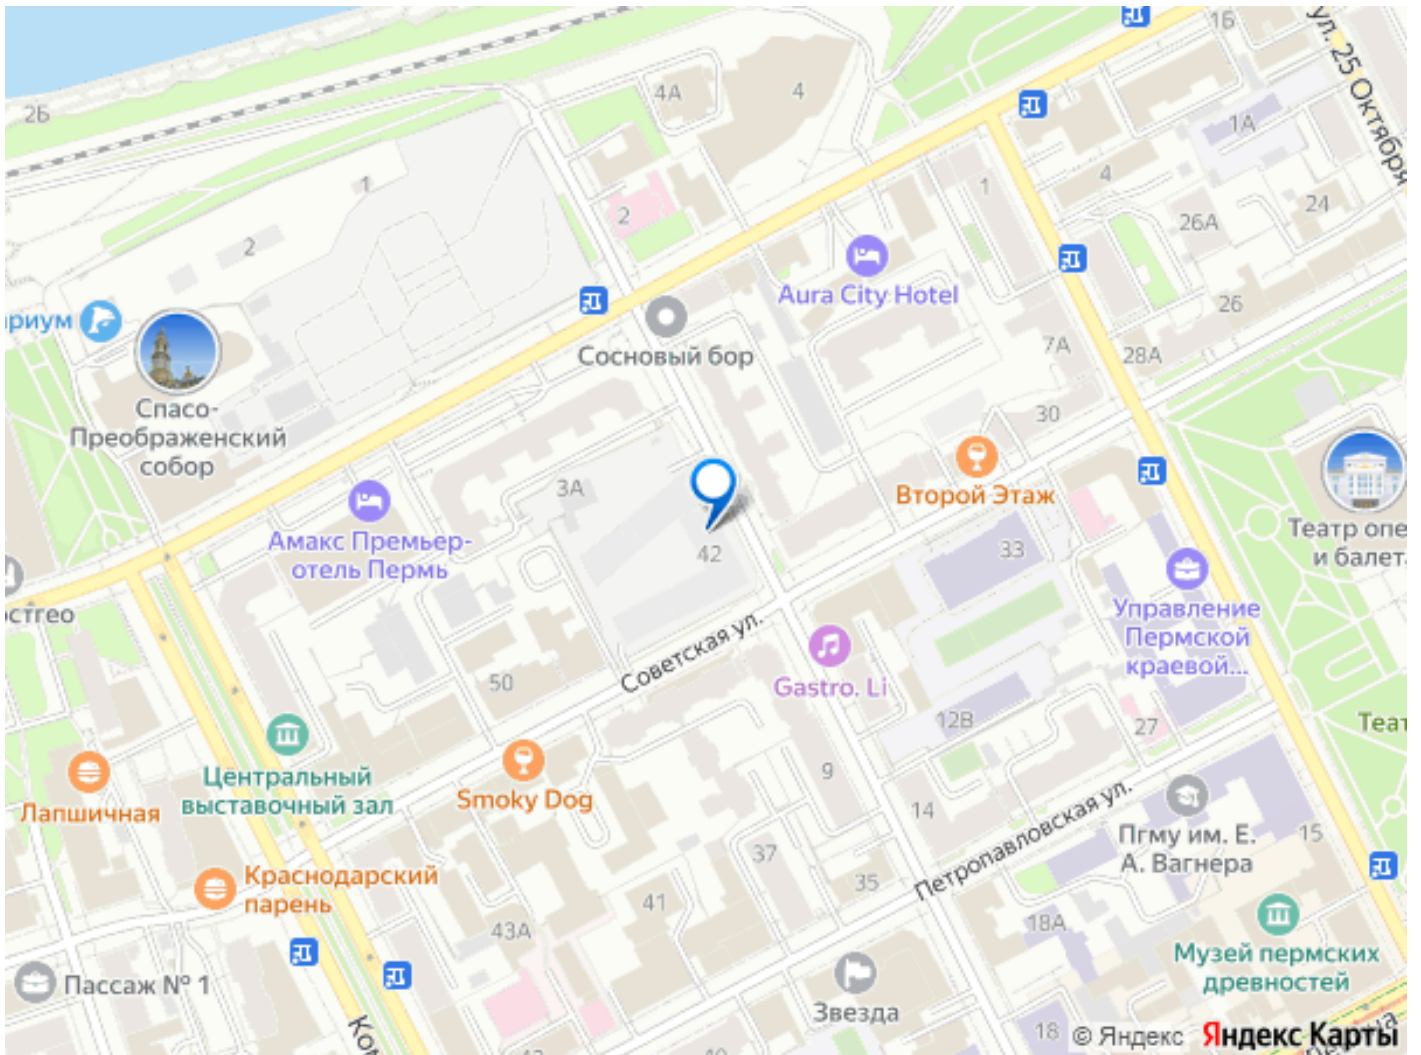 16
ул. 25 Октября
2Б
4А
4
1А
1
4
1
2
24
26А
2
Aura City Hotel
26
риум
Сосновый бор
7А
28А
Спасо-
Преображенский
собор
30
3А
Второй Этаж
Амакс Премьер-
отель Пермь
42
33
Театр опе
и балета
стгео
Управление
Пермской
краевой...
Советская ул.
50
Gastro. Li
12В
27
Теат
Центральный
выставочный зал
Лапшичная
Smoky Dog
9
14
Петропавловская ул.
Пгму им. Е.
А. Вагнера
15
37
35
Краснодарский
парень
41
43А
18А
Музей пермских
древностей
Пассаж № 1
Звезда
Ком
18
© Яндекс Яндекс Карты